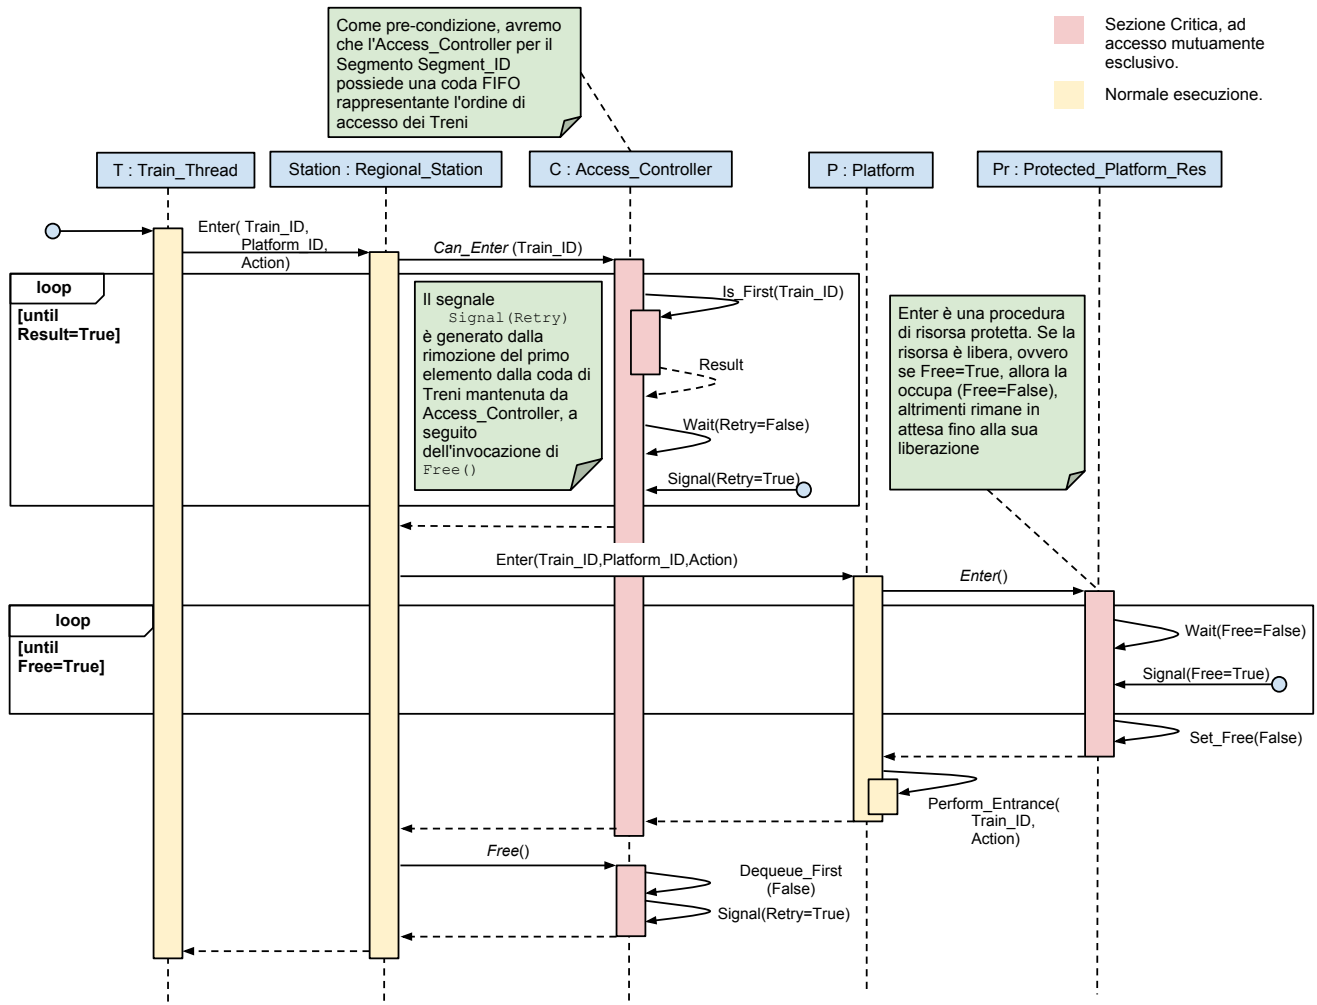 Come pre-condizione, avremo
che l'Access_Controller per il
Segmento Segment_ID
possiede una coda FIFO
rappresentante l'ordine di
accesso dei Treni
Sezione Critica, ad
accesso mutuamente
esclusivo.
Normale esecuzione.
T : Train_Thread
Station : Regional_Station
C : Access_Controller
P : Platform
Pr : Protected_Platform_Res
Enter( Train_ID,
Platform_ID,
Action)
Can_Enter (Train_ID)
loop
[until
Result=True]
Il segnale
Signal(Retry)
è generato dalla
rimozione del primo
elemento dalla coda di
Treni mantenuta da
Access_Controller, a
seguito
dell'invocazione di
Free()
Is_First(Train_ID)
Result
Wait(Retry=False)
Signal(Retry=True)
Enter è una procedura
di risorsa protetta. Se la
risorsa è libera, ovvero
se Free=True, allora la
occupa (Free=False),
altrimenti rimane in
attesa fino alla sua
liberazione
Enter(Train_ID,Platform_ID,Action)
Enter()
loop
[until
Free=True]
Wait(Free=False)
Signal(Free=True)
Set_Free(False)
Perform_Entrance(
Train_ID,
Action)
Free()
Dequeue_First
(False)
Signal(Retry=True)